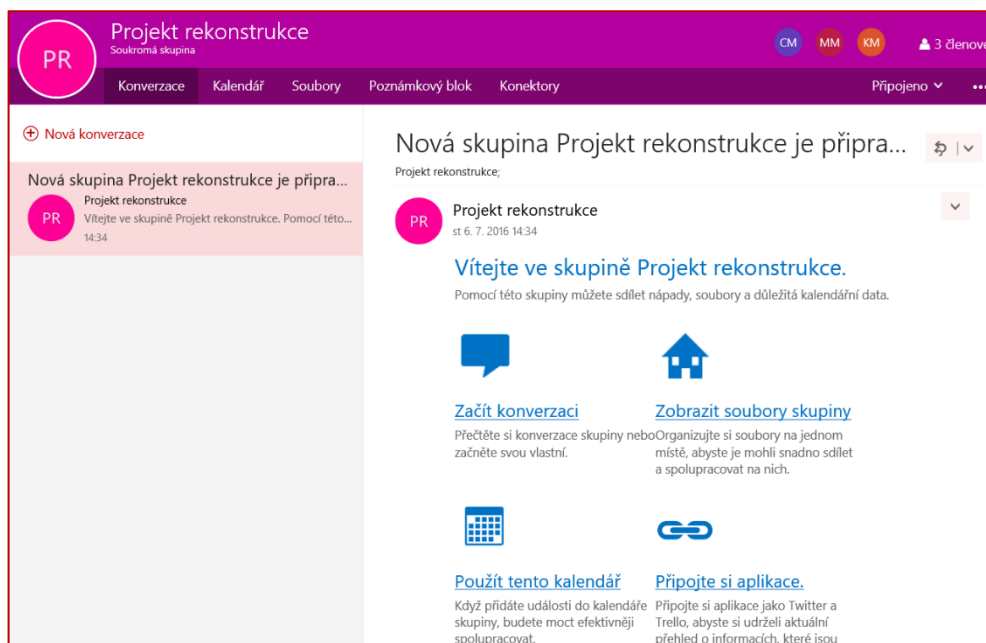 PR
Projekt rekonstrukce
Soukromá skupina
CM MM KM 3 členové
Konverzace Kalendář Soubory Poznámkový blok Konektory Připojeno
Nová konverzace
Nová skupina Projekt rekonstrukce je připra...
PR
Projekt rekonstrukce
Vítejte ve skupině Projekt rekonstrukce. Pomocí této...
14:34
Nová skupina Projekt rekonstrukce je připra...
Projekt rekonstrukce;
PR
Projekt rekonstrukce
st 6. 7. 2016 14:34
Vítejte ve skupině Projekt rekonstrukce.
Pomocí této skupiny můžete sdílet nápady, soubory a důležitá kalendářní data.
Začít konverzaci
Přečtěte si konverzace skupiny nebo
začněte svou vlastní.
Zobrazit soubory skupiny
Organizujte si soubory na jednom
místě, abyste je mohli snadno sdílet
a spolupracovat na nich.
Použít tento kalendář
Když přidáte události do kalendáře
skupiny, budete moct efektivněji
spolupracovat.
Připojte si aplikace.
Připojte si aplikace jako Twitter a
Trello, abyste si udrželi aktuální
přehled o informacích, které jsou